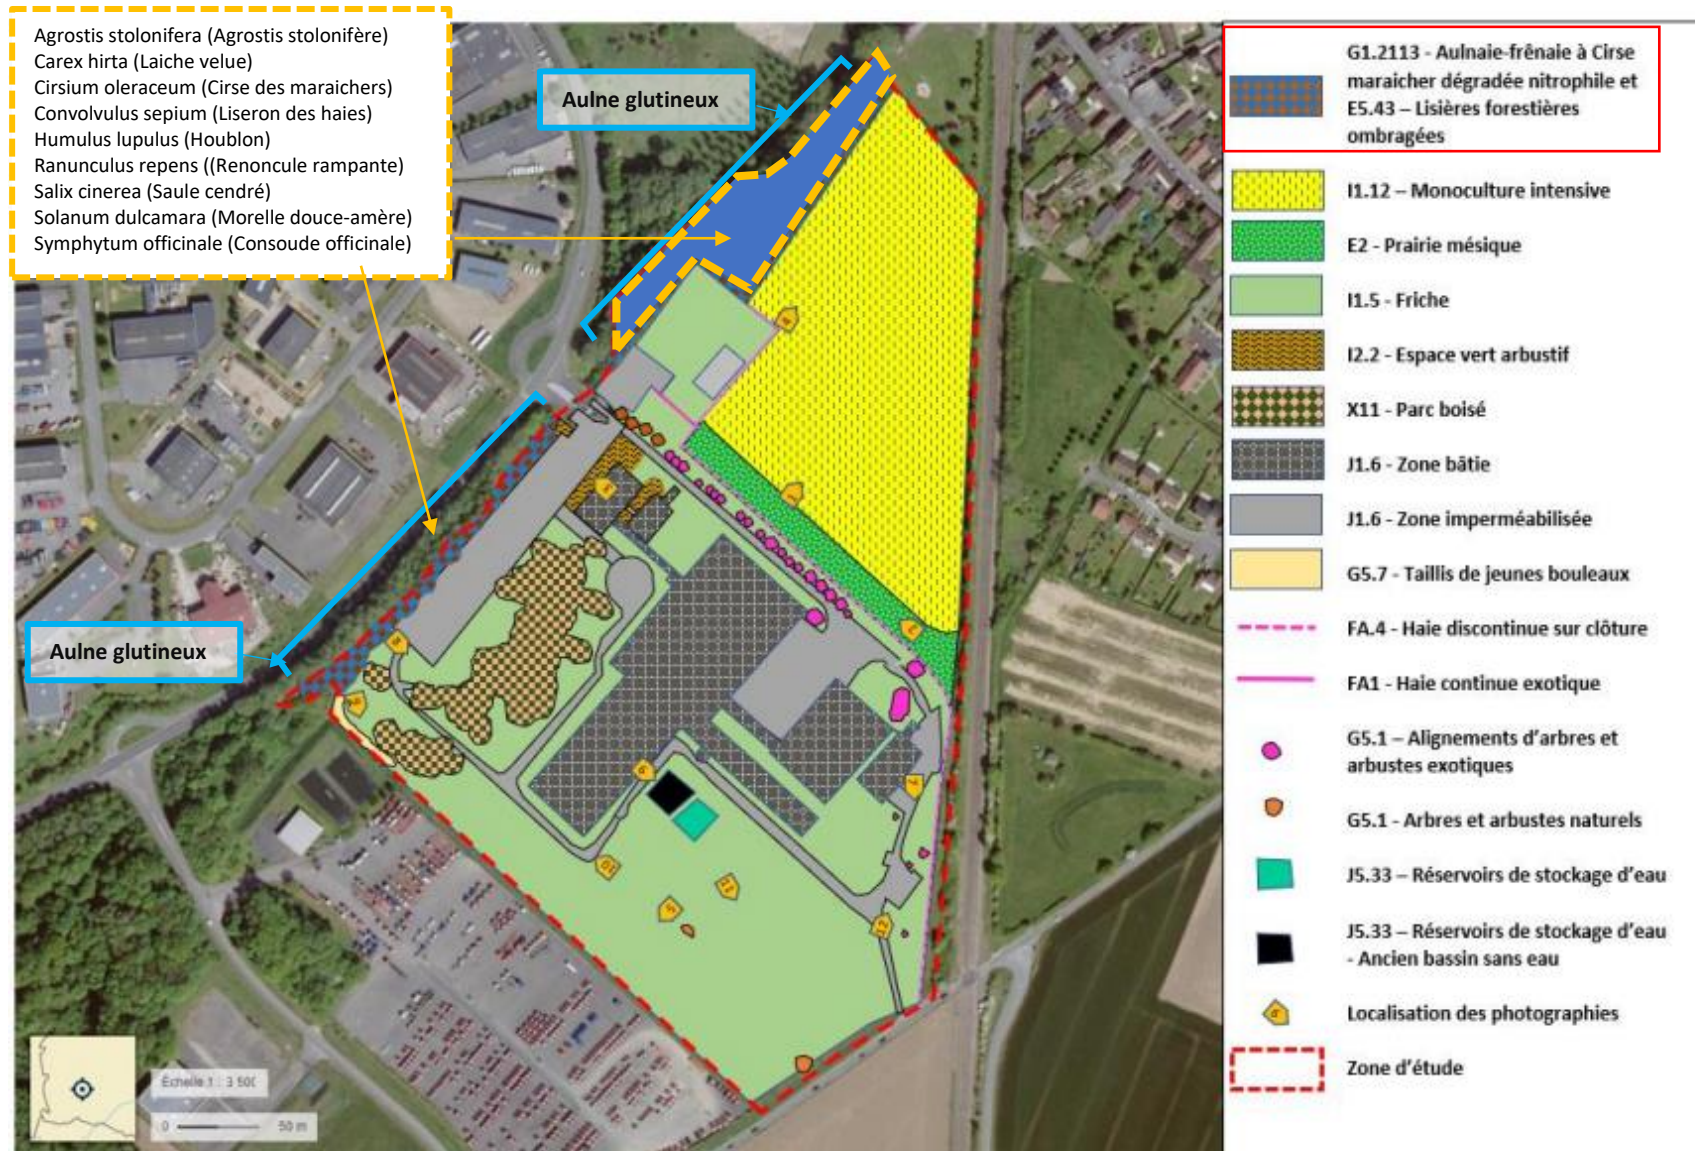 Agrostis stolonifera (Agrostis stolonifère)
Carex hirta (Laiche velue)
Cirsium oleraceum (Cirse des maraichers)
Convolvulus sepium (Liseron des haies)
Humulus lupulus (Houblon)
Ranunculus repens ((Renoncule rampante)
Salix cinerea (Saule cendré)
Solanum dulcamara (Morelle douce-amère)
Symphytum officinale (Consoude officinale)
Aulne glutineux
Aulne glutineux
Échelle 1 : 3 500
0 50 m
G1.2113 - Aulnaie-frênaie à Cirse
maraicher dégradée nitrophile et
E5.43 – Lisières forestières
ombragées
I1.12 – Monoculture intensive
E2 - Prairie mésique
I1.5 - Friche
I2.2 - Espace vert arbustif
X11 - Parc boisé
J1.6 - Zone bâtie
J1.6 - Zone imperméabilisée
G5.7 - Taillis de jeunes bouleaux
FA.4 - Haie discontinue sur clôture
FA1 - Haie continue exotique
G5.1 – Alignements d'arbres et
arbustes exotiques
G5.1 - Arbres et arbustes naturels
J5.33 – Réservoirs de stockage d'eau
J5.33 – Réservoirs de stockage d'eau
- Ancien bassin sans eau
Localisation des photographies
Zone d'étude